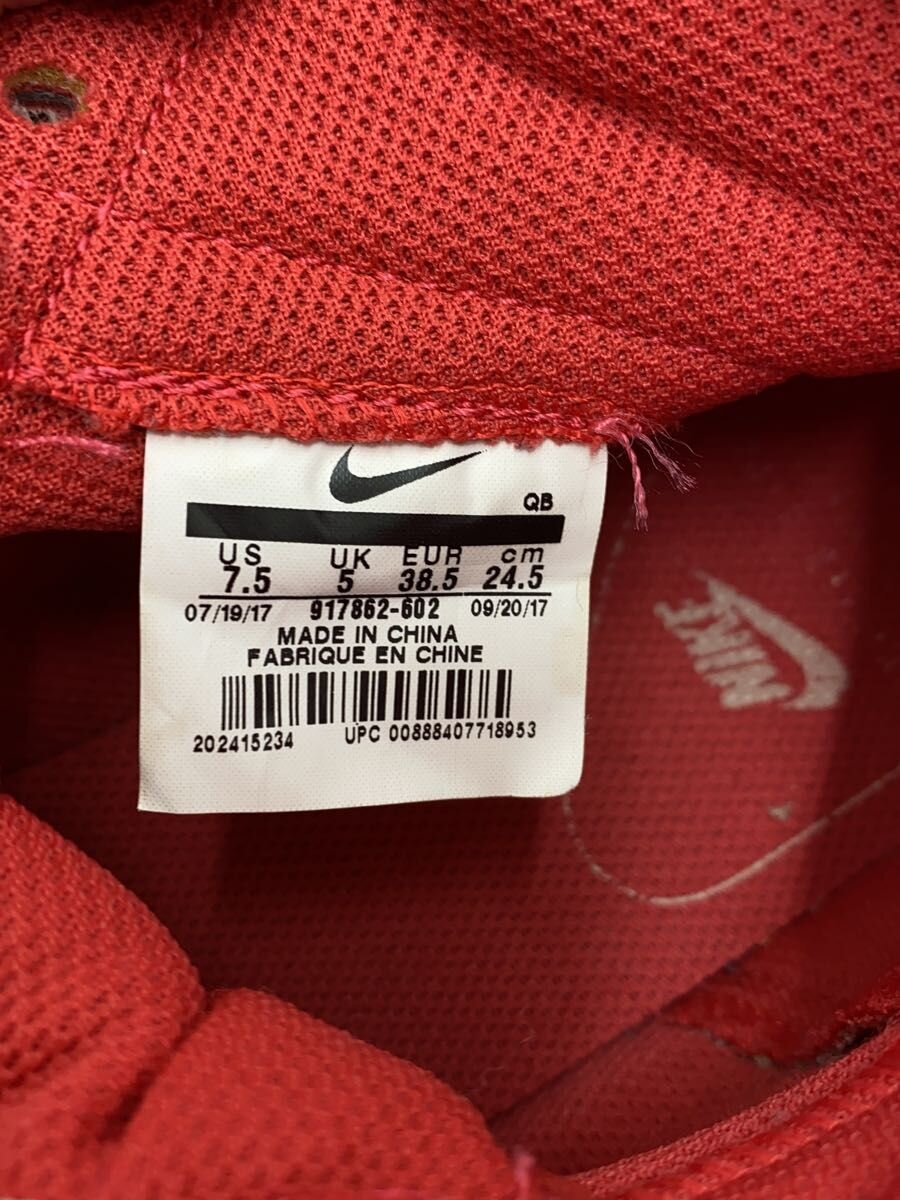 QB
US UK EUR cm
7.5 5 38.5 24.5
07/19/17 917862-602 09/20/17
MADE IN CHINA
FABRIQUE EN CHINE
202415234 UPC 00888407718953
NIKE